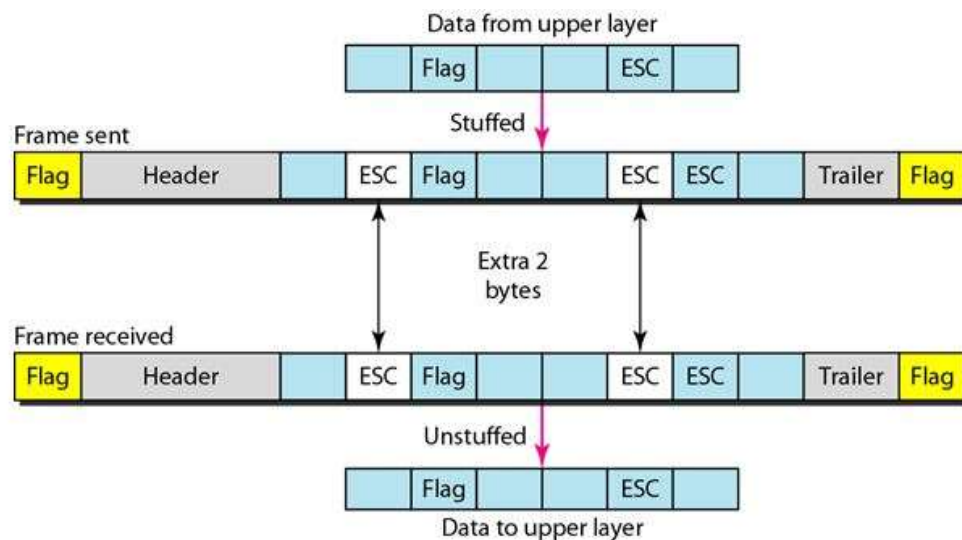 Data from upper layer
Flag ESC
Stuffed
Frame sent
Flag Header ESC Flag ESC ESC Trailer Flag
Extra 2
bytes
Frame received
Flag Header ESC Flag ESC ESC Trailer Flag
Unstuffed
Flag ESC
Data to upper layer